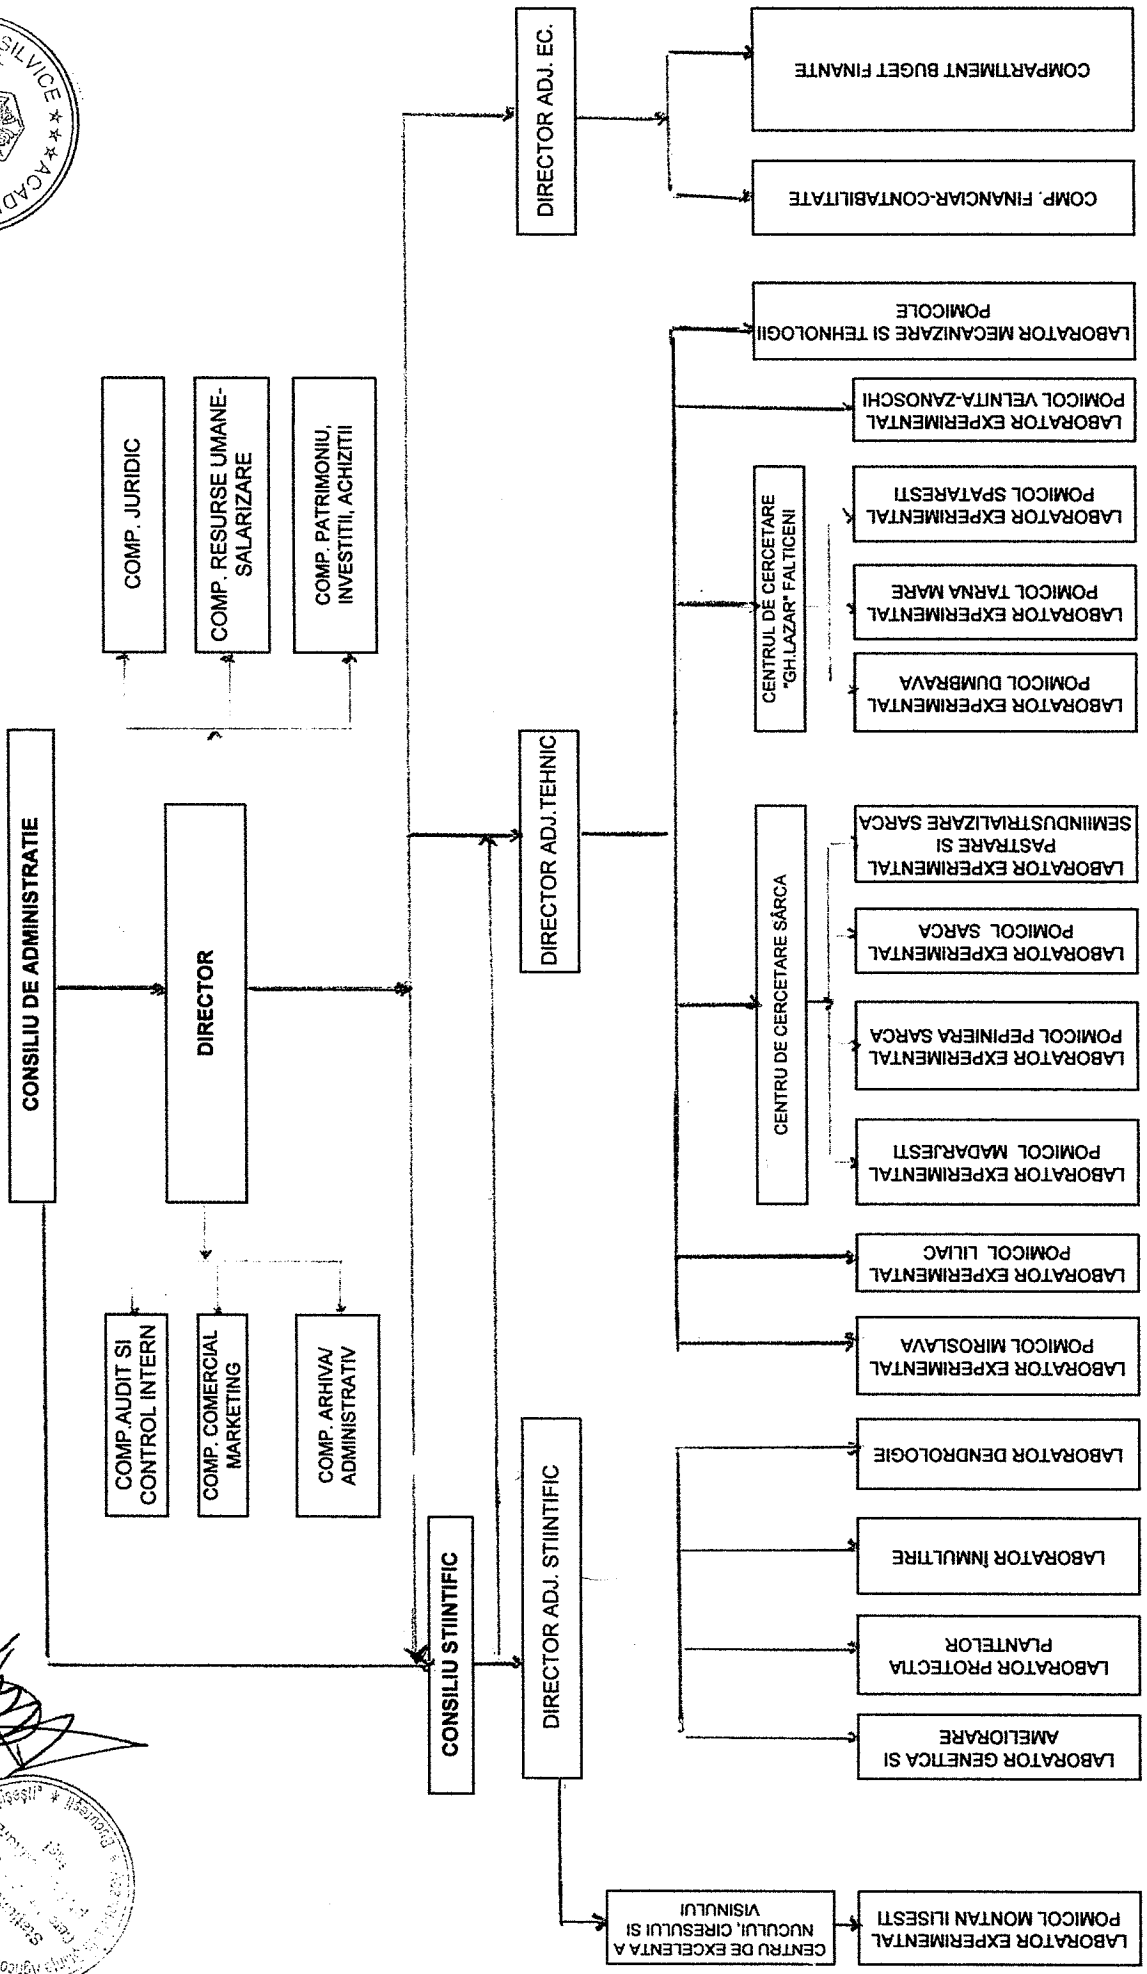 CONSILIU DE ADMINISTRATIE
DIRECTOR
COMP.AUDIT SI
CONTROL INTERN
COMP. COMERCIAL
MARKETING
COMP. ARHIVA/
ADMINISTRATIV
COMP. JURIDIC
COMP. RESURSE UMANE-
SALARIZARE
COMP. PATRIMONIU,
INVESTITII, ACHIZITII
CONSILIU STIINTIFIC
DIRECTOR ADJ. STIINTIFIC
DIRECTOR ADJ.TEHNIC
DIRECTOR ADJ. EC.
CENTRU DE EXCELENTA A
NUCULUI, CIRESULUI SI
VISINULUI
LABORATOR EXPERIMENTAL
POMICOL MONTAN ILISESTI
LABORATOR GENETICA SI
AMELIORARE
LABORATOR PROTECTIA
PLANTELOR
LABORATOR ÎNMULTIRE
LABORATOR DENDROLOGIE
LABORATOR EXPERIMENTAL
POMICOL MIROSLAVA
LABORATOR EXPERIMENTAL
POMICOL LILIAC
CENTRU DE CERCETARE SÂRCA
LABORATOR EXPERIMENTAL
POMICOL MADARJESTI
LABORATOR EXPERIMENTAL
POMICOL PEPINIERA SARCA
LABORATOR EXPERIMENTAL
POMICOL SARCA
LABORATOR EXPERIMENTAL
PASTRARE SI
SEMIINDUSTRIALIZARE SARCA
CENTRUL DE CERCETARE
"GH.LAZAR" FALTICENI
LABORATOR EXPERIMENTAL
POMICOL DUMBRAVA
LABORATOR EXPERIMENTAL
POMICOL TARNA MARE
LABORATOR EXPERIMENTAL
POMICOL SPATARESTI
LABORATOR EXPERIMENTAL
POMICOL VELNITA-ZANOSCHI
LABORATOR MECANIZARE SI TEHNOLOGII
POMICOLE
COMP. FINANCIAR-CONTABILITATE
COMPARTIMENT BUGET FINANTE
SILVICE ***